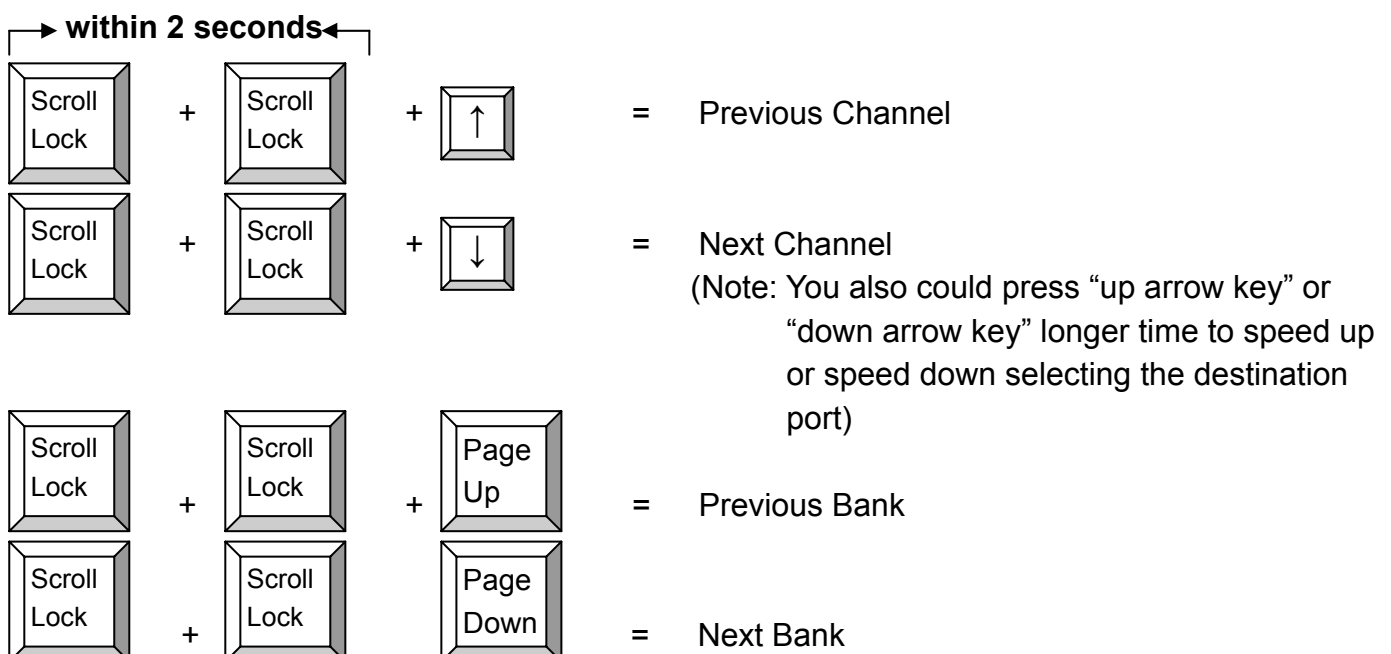 within 2 seconds
Scroll Lock + Scroll Lock + ↑ = Previous Channel
Scroll Lock + Scroll Lock + ↓ = Next Channel
(Note: You also could press “up arrow key” or
“down arrow key” longer time to speed up
or speed down selecting the destination
port)
Scroll Lock + Scroll Lock + Page Up = Previous Bank
Scroll Lock + Scroll Lock Page Down = Next Bank